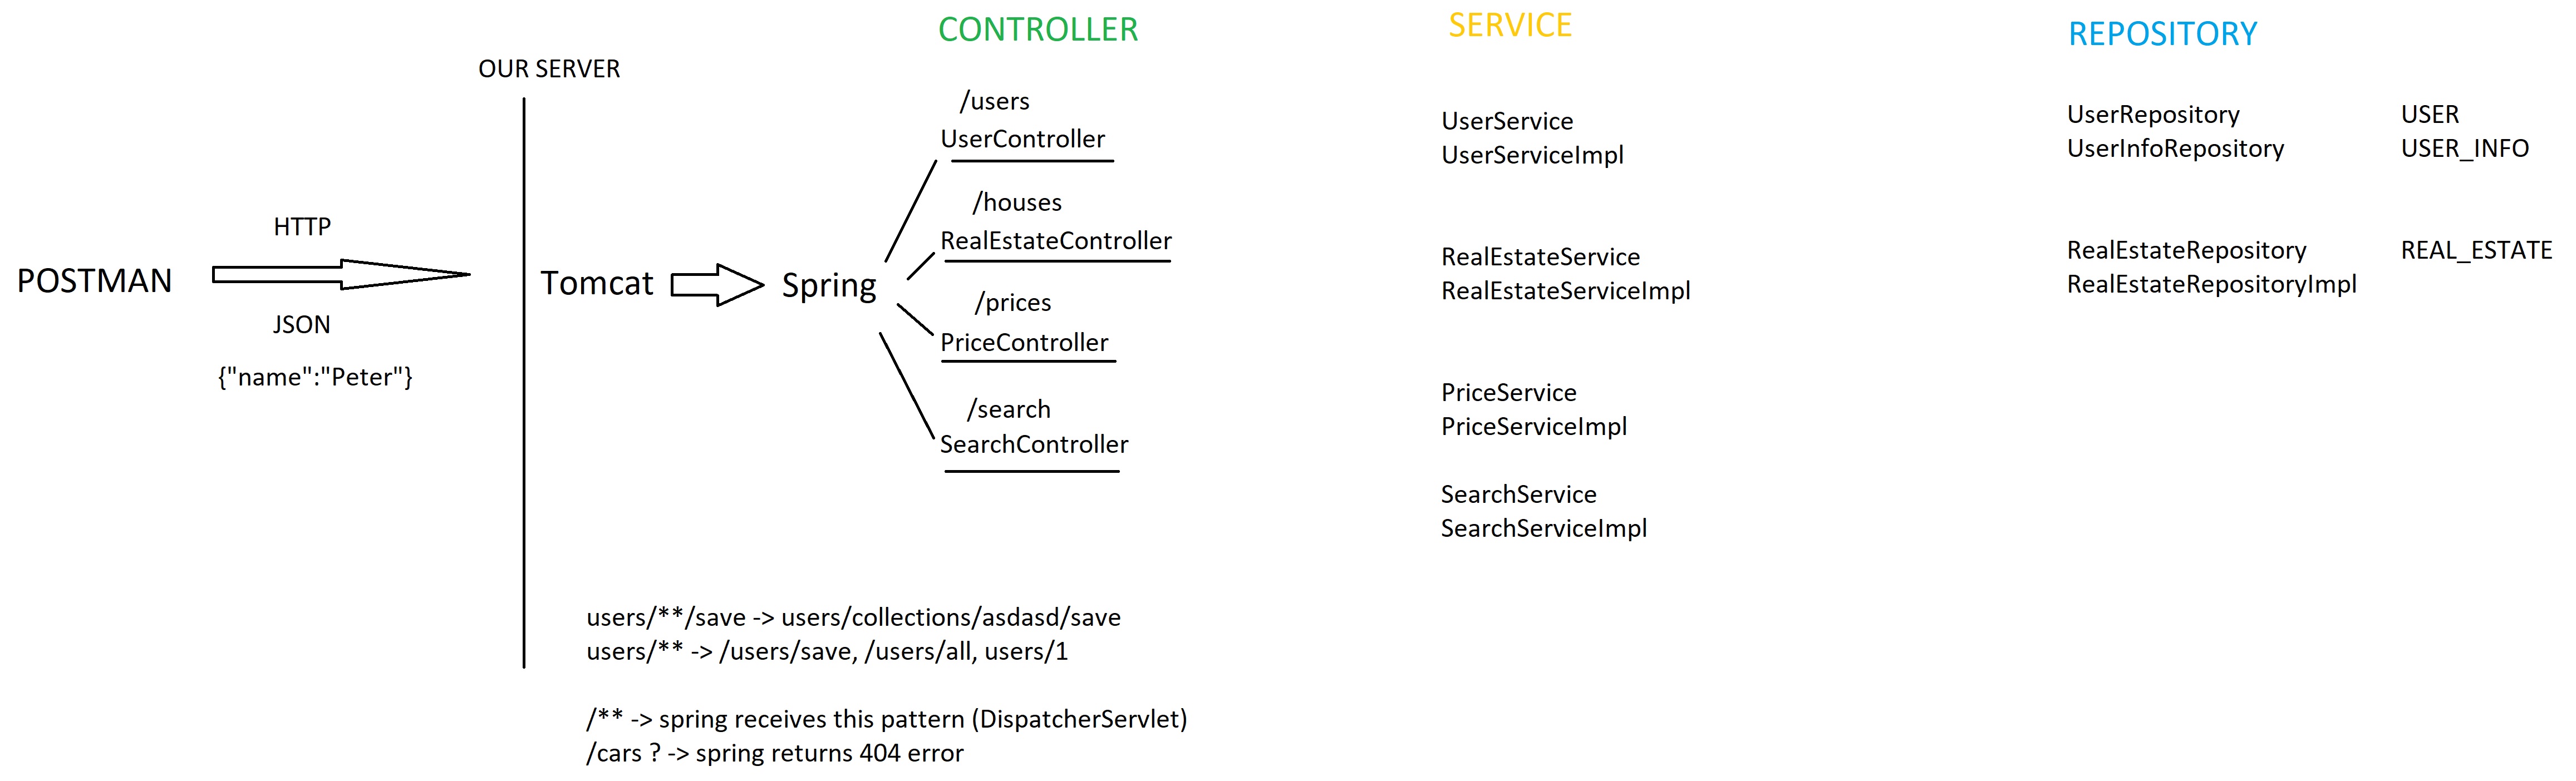 CONTROLLER
SERVICE
REPOSITORY
OUR SERVER
/users
UserController
/houses
RealEstateController
/prices
PriceController
/search
SearchController
UserService
UserServiceImpl
RealEstateService
RealEstateServiceImpl
PriceService
PriceServiceImpl
SearchService
SearchServiceImpl
UserRepository
UserInfoRepository
RealEstateRepository
RealEstateRepositoryImpl
USER
USER_INFO
REAL_ESTATE
POSTMAN
HTTP
JSON
{"name":"Peter"}
Tomcat
Spring
users/**/save -> users/collections/asdasd/save
users/** -> /users/save, /users/all, users/1
/** -> spring receives this pattern (DispatcherServlet)
/cars ? -> spring returns 404 error